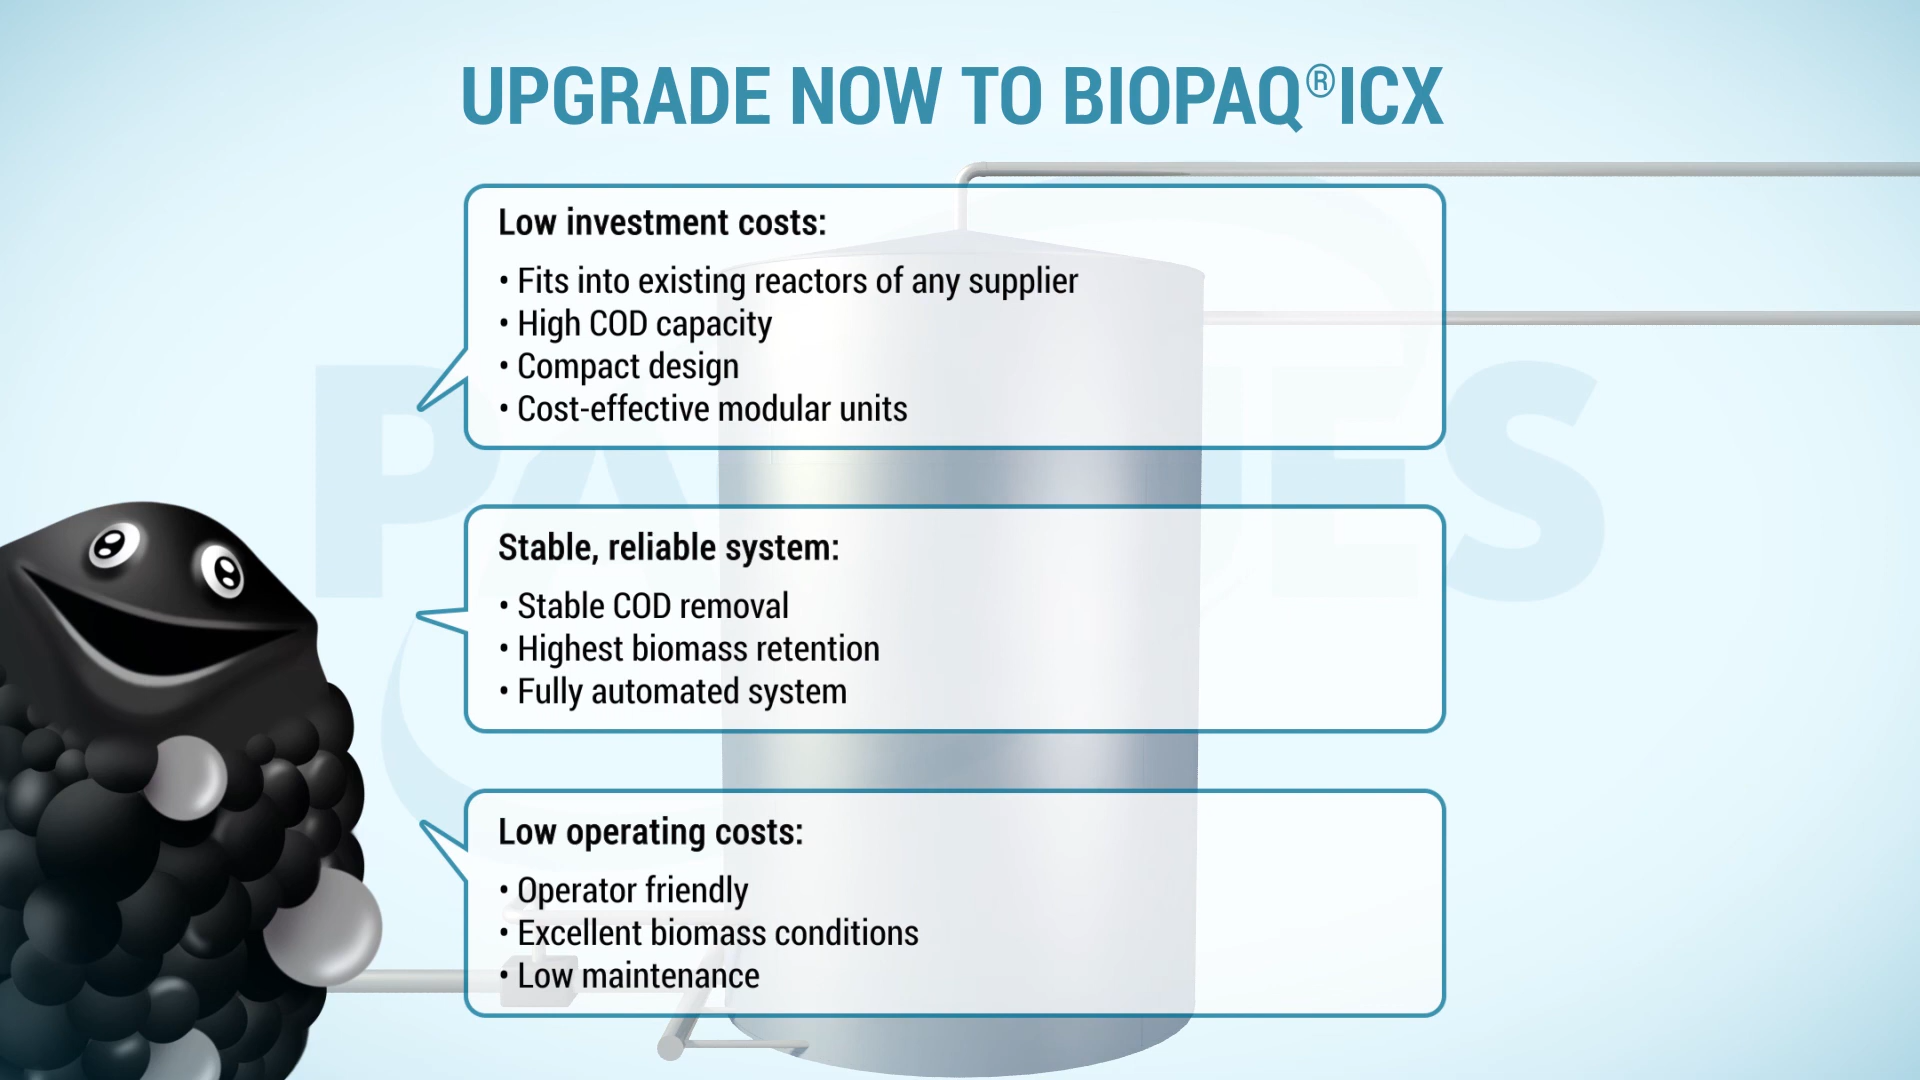 UPGRADE NOW TO BIOPAQ®ICX
Low investment costs:
• Fits into existing reactors of any supplier
• High COD capacity
• Compact design
• Cost-effective modular units
PAQUES
Stable, reliable system:
• Stable COD removal
• Highest biomass retention
• Fully automated system
Low operating costs:
• Operator friendly
• Excellent biomass conditions
• Low maintenance